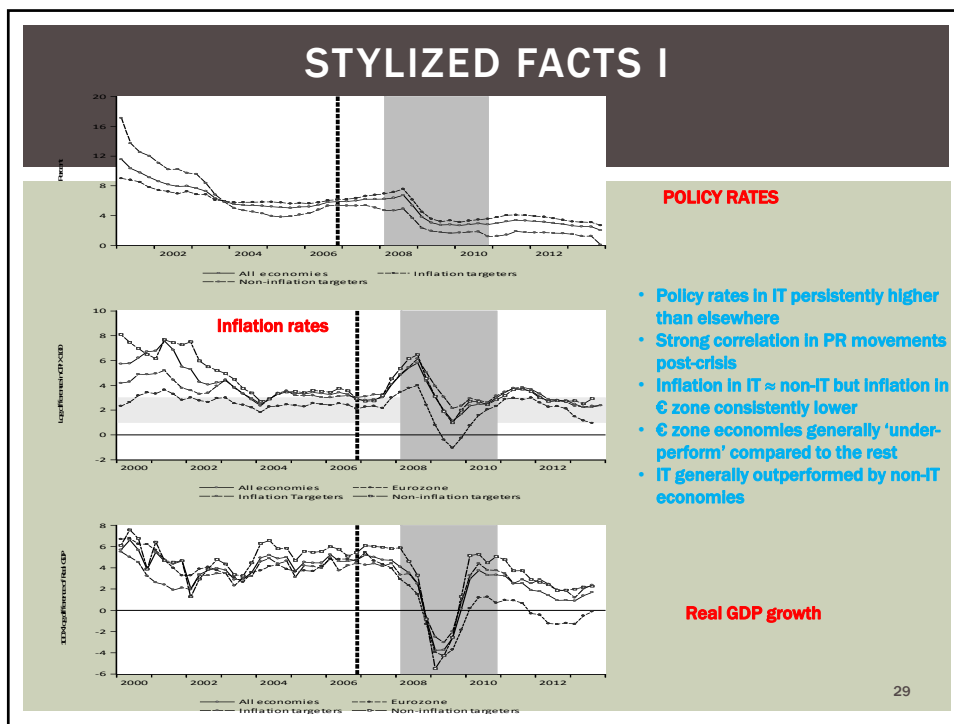 STYLIZED FACTS I
20
16
12
8
4
0
Percent
2002 2004 2006 2008 2010 2012
All economies Inflation targeters
Non-inflation targeters
POLICY RATES
Inflation rates
10
8
6
4
2
0
-2
2000 2002 2004 2006 2008 2010 2012
All economies Eurozone
Inflation Targeters Non-inflation targeters
• Policy rates in IT persistently higher
than elsewhere
• Strong correlation in PR movements
post-crisis
• Inflation in IT ≈ non-IT but inflation in
€ zone consistently lower
• € zone economies generally ‘under-
perform’ compared to the rest
• IT generally outperformed by non-IT
economies
8
6
4
2
0
-2
-4
-6
2000 2002 2004 2006 2008 2010 2012
All economies Eurozone
Inflation targeters Non-inflation targeters
Real GDP growth
29